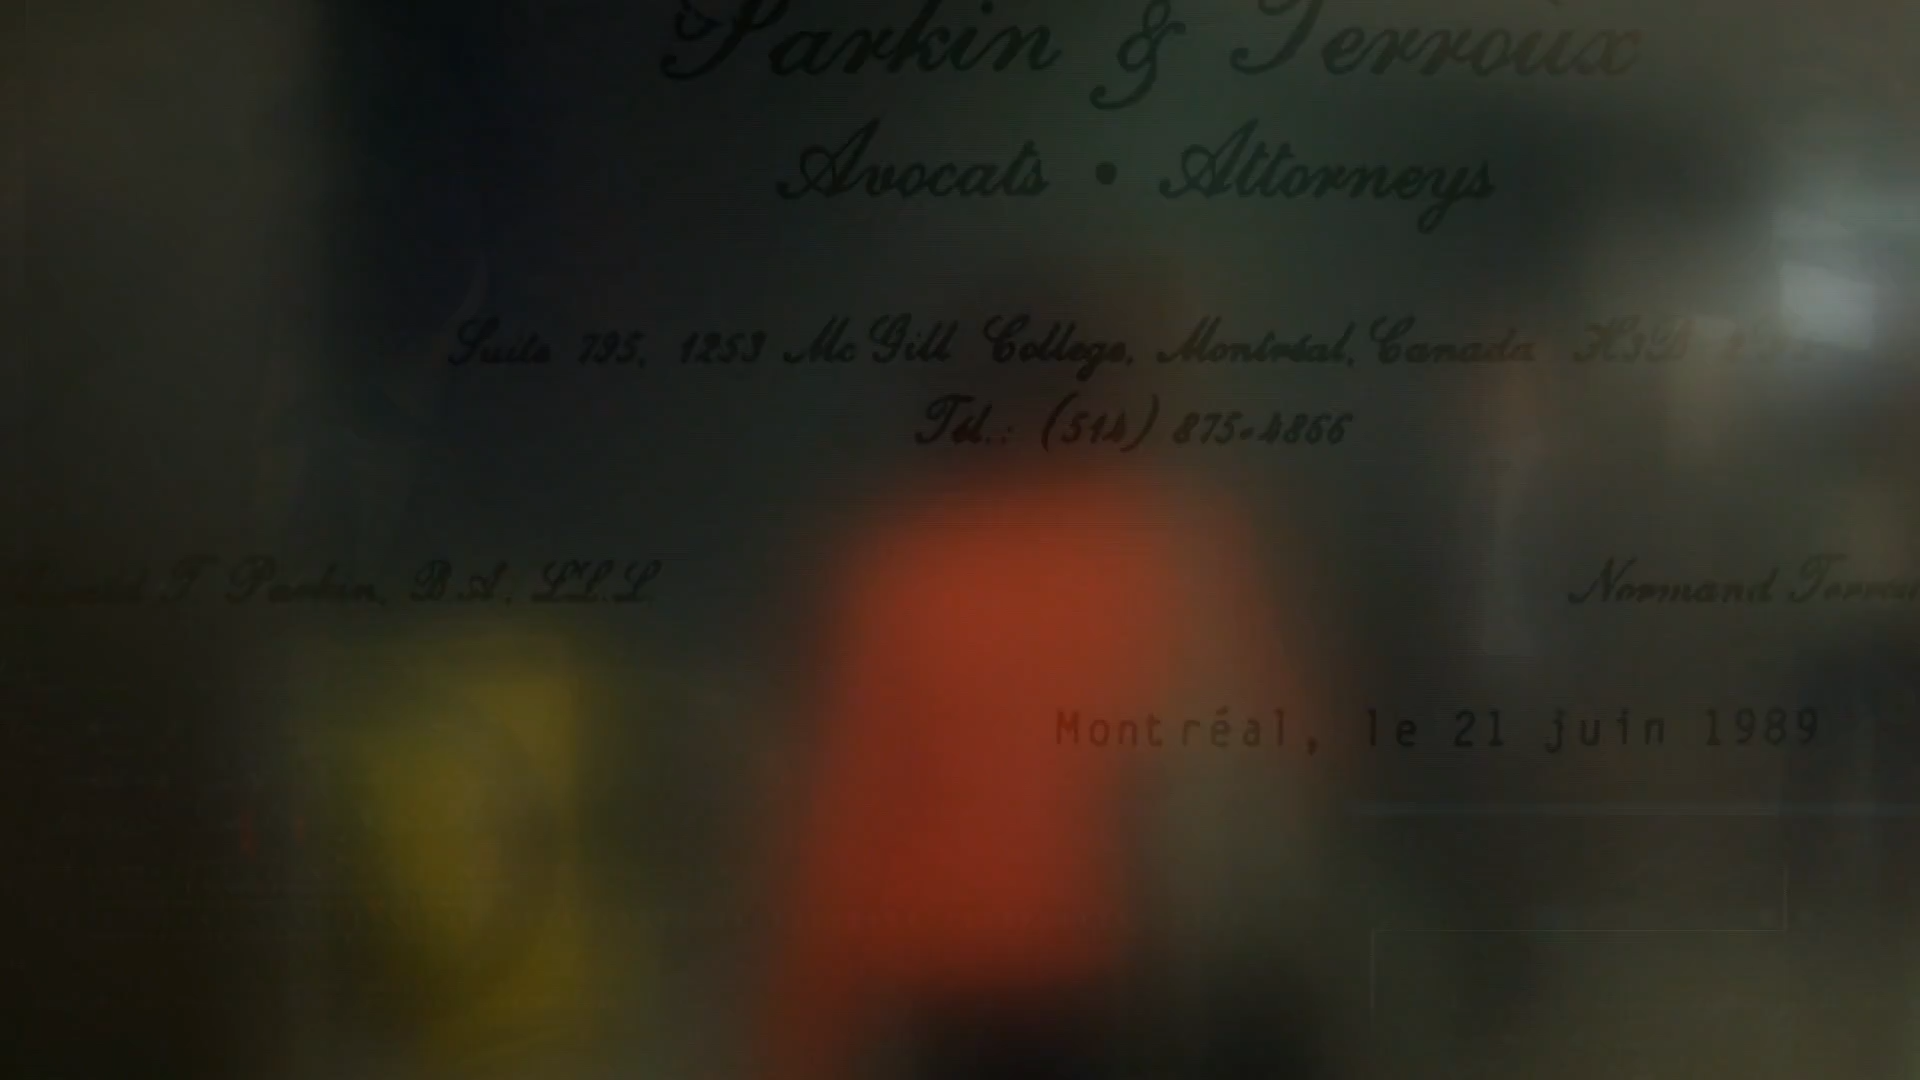 Parkin & Terroux
Avocats • Attorneys
Suite 795, 1253 McGill College, Montréal, Canada H3B
Tél.: (514) 875-4866
T. Parkin, B.A., LL.L.
Normand
Montréal, le 21 juin 1989